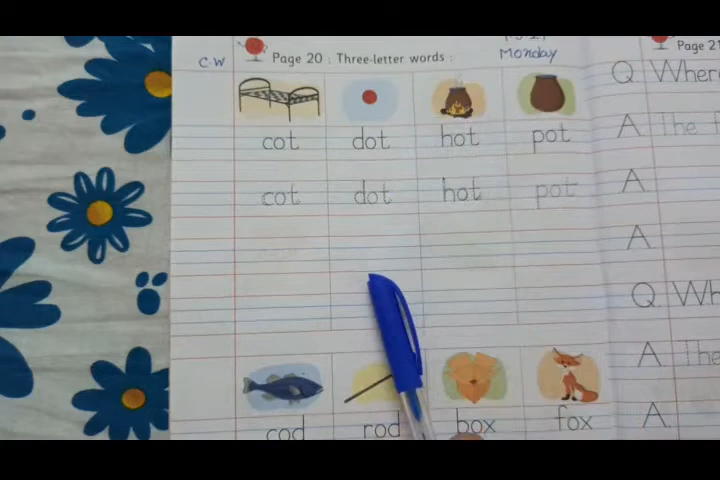 C.W
Page 20 : Three-letter words :
Monday
cot dot hot pot
cot dot hot pot
cod rod box fox
Page 21
Q. Where
A. The
A.
A.
Q. Wh
A. The
A.